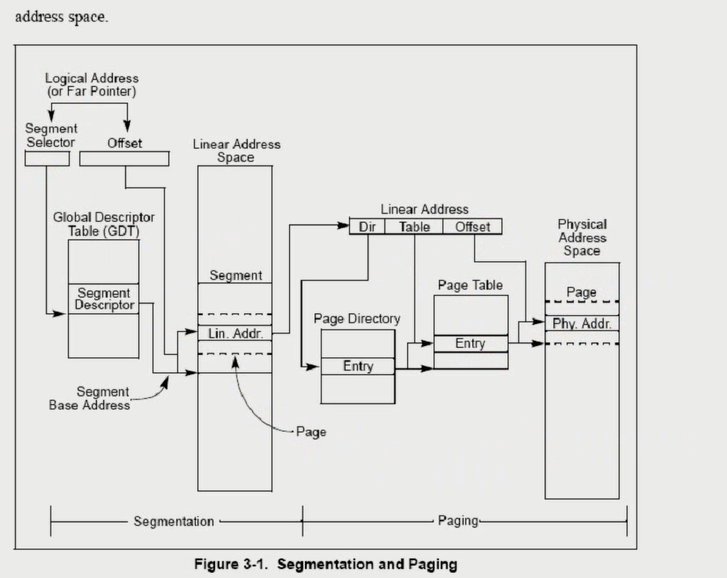 address space.
Logical Address
(or Far Pointer)
Segment
Selector
Offset
Linear Address
Space
Global Descriptor
Table (GDT)
Segment
Descriptor
Segment
Lin. Addr.
Segment
Base Address
Page
Linear Address
Dir Table Offset
Page Directory
Entry
Page Table
Entry
Physical
Address
Space
Page
Phy. Addr.
Segmentation
Paging
Figure 3-1. Segmentation and Paging